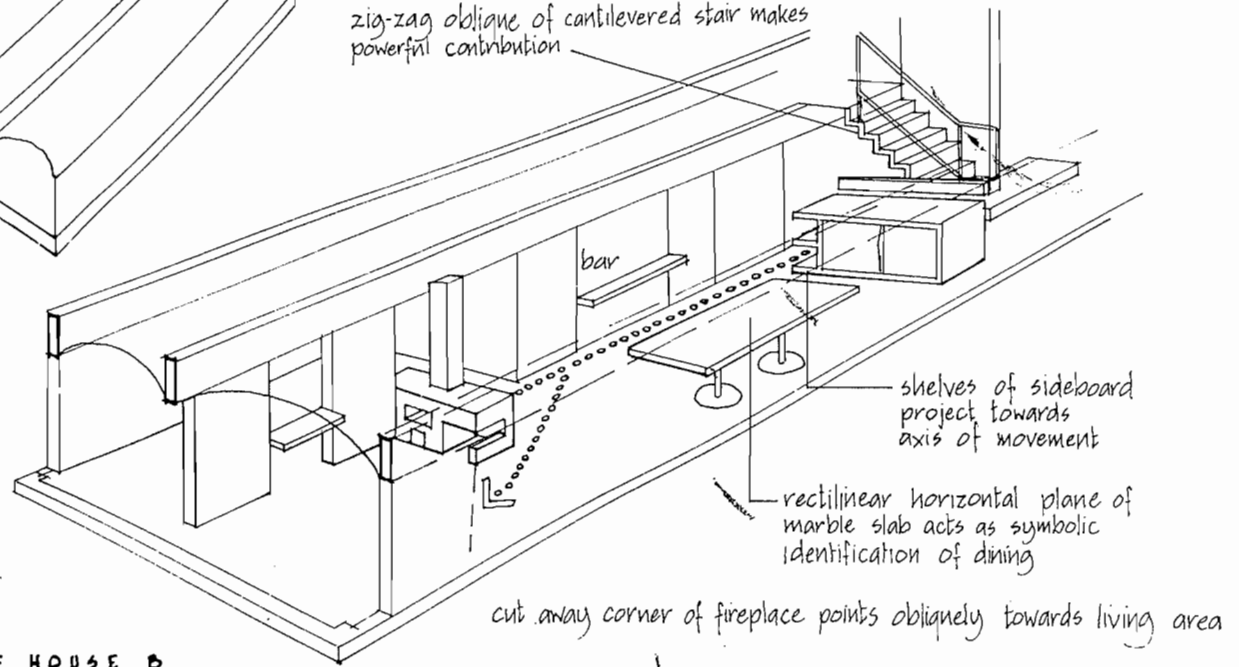 zig-zag oblique of cantilevered stair makes
powerful contribution
bar
shelves of sideboard
project towards
axis of movement
rectilinear horizontal plane of
marble slab acts as symbolic
identification of dining
cut away corner of fireplace points obliquely towards living area
HOUSE B